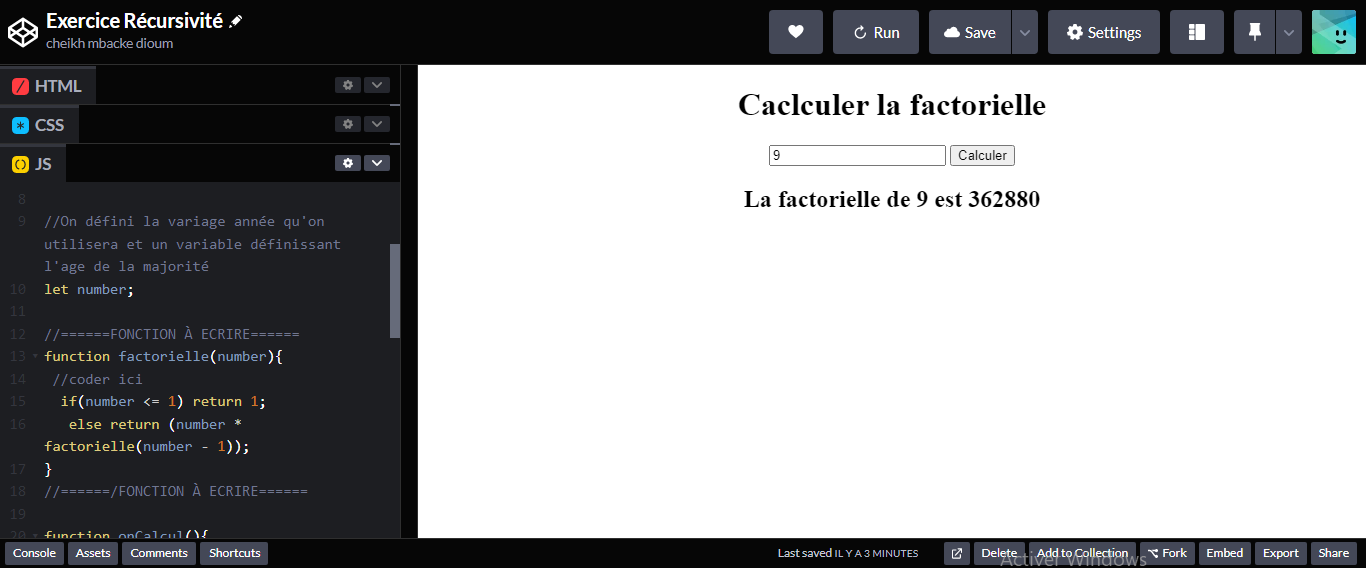 Exercice Récursivité
cheikh mbacke dioum
Run
Save
Settings
HTML
CSS
JS
8
9 //On défini la variage année qu'on
utilisera et un variable définissant
l'age de la majorité
10 let number;
11
12 //======FONCTION À ECRIRE======
13 function factorielle(number){
14 //coder ici
15 if(number <= 1) return 1;
16 else return (number *
factorielle(number - 1));
17 }
18 //======/FONCTION À ECRIRE======
19
20 function onCalcul(){
Caclculer la factorielle
9 Calculer
La factorielle de 9 est 362880
Console Assets Comments Shortcuts
Last saved IL Y A 3 MINUTES
Delete Add to Collection Fork Embed Export Share
Activer Windows